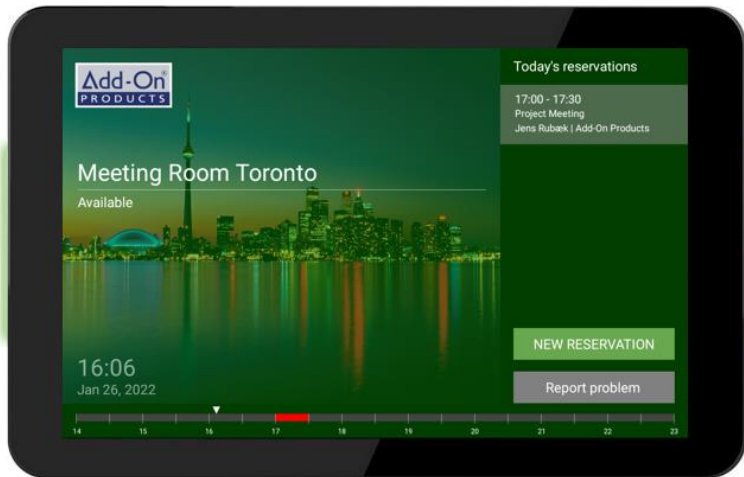 Add-On®
PRODUCTS
Meeting Room Toronto
Available
16:06
Jan 26, 2022
Today's reservations
17:00 - 17:30
Project Meeting
Jens Rubæk | Add-On Products
NEW RESERVATION
Report problem
14 15 16 17 18 19 20 21 22 23